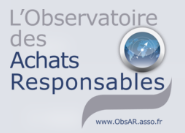 L'Observatoire
des
Achats
Responsables
www.ObsAR.asso.fr